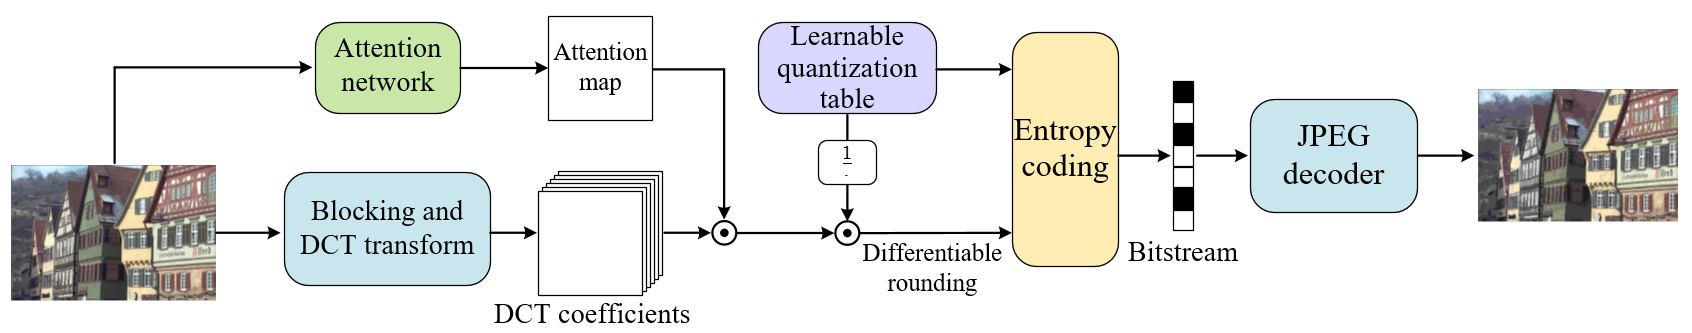 Attention
network
Attention
map
Learnable
quantization
table
1
.
Entropy
coding
JPEG
decoder
Blocking and
DCT transform
DCT coefficients
Differentiable
rounding
Bitstream